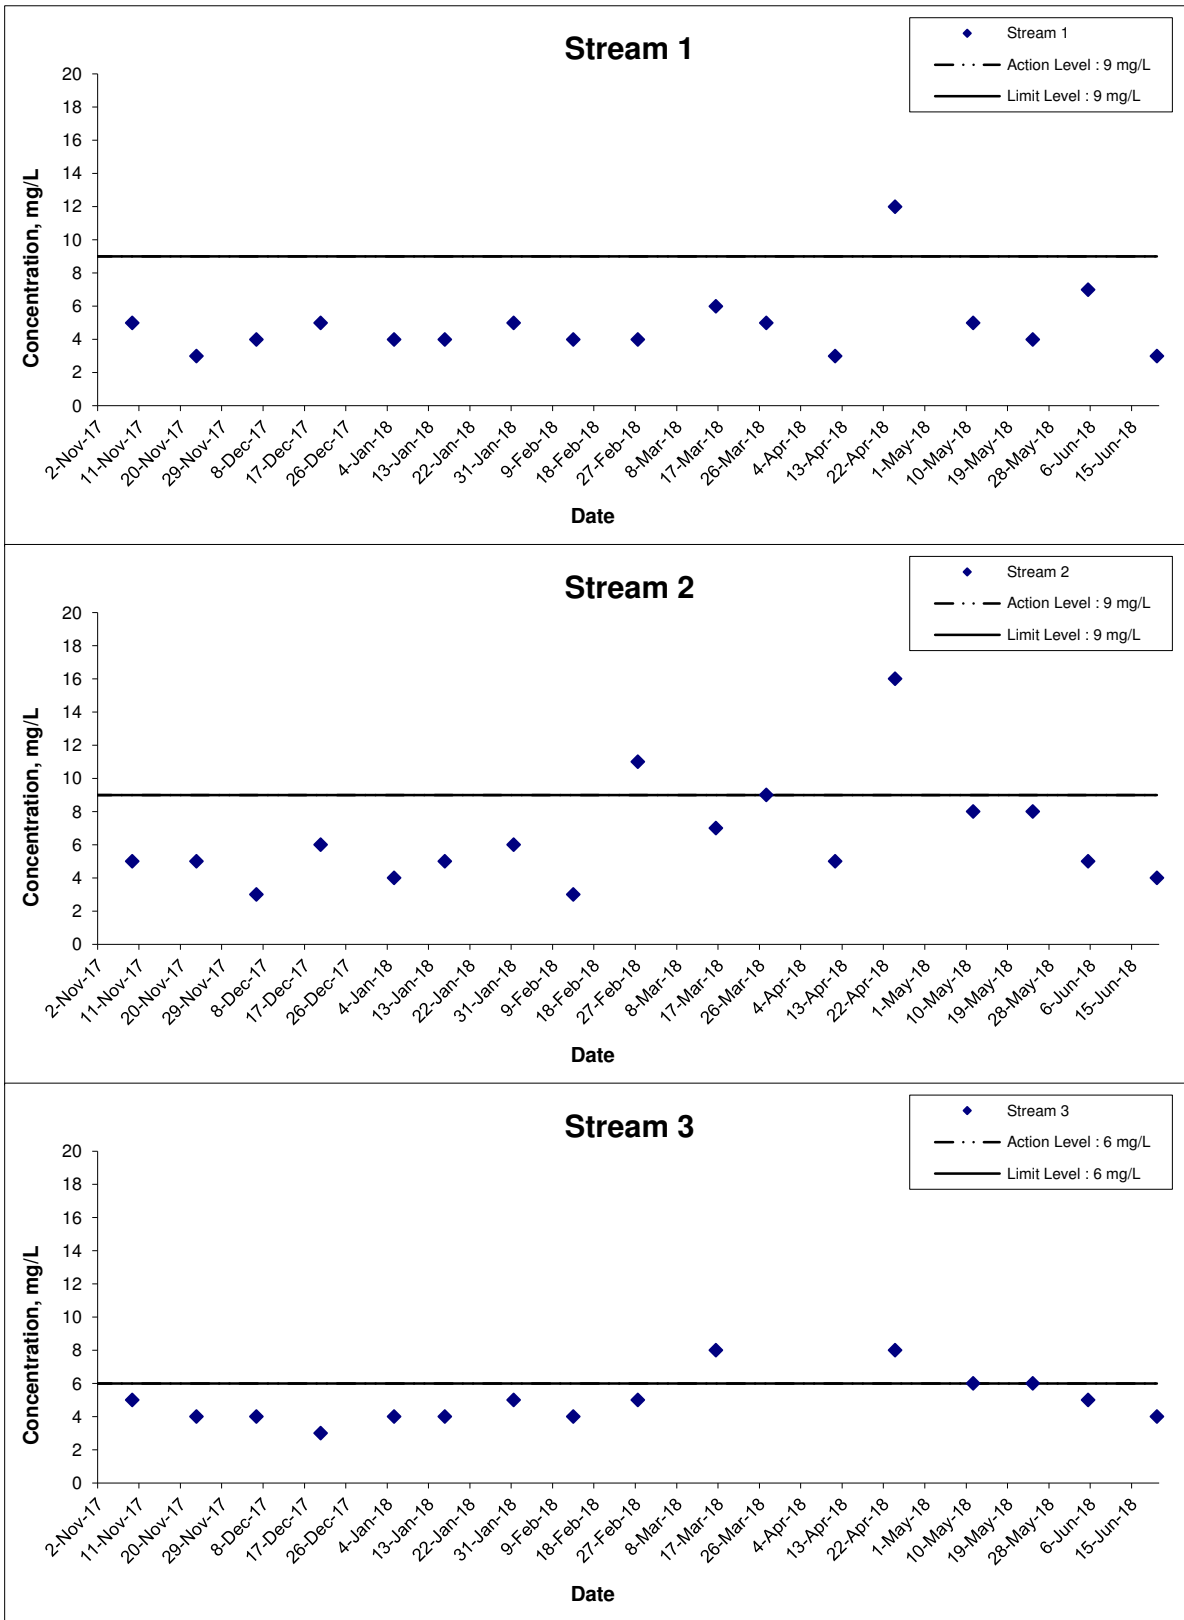 Stream 1
Stream 1
Action Level : 9 mg/L
Limit Level : 9 mg/L
Concentration, mg/L
20
18
16
14
12
10
8
6
4
2
0
2-Nov-17
11-Nov-17
20-Nov-17
29-Nov-17
8-Dec-17
17-Dec-17
26-Dec-17
4-Jan-18
13-Jan-18
22-Jan-18
31-Jan-18
9-Feb-18
18-Feb-18
27-Feb-18
8-Mar-18
17-Mar-18
26-Mar-18
4-Apr-18
13-Apr-18
22-Apr-18
1-May-18
10-May-18
19-May-18
28-May-18
6-Jun-18
15-Jun-18
Date
Stream 2
Stream 2
Action Level : 9 mg/L
Limit Level : 9 mg/L
Concentration, mg/L
20
18
16
14
12
10
8
6
4
2
0
2-Nov-17
11-Nov-17
20-Nov-17
29-Nov-17
8-Dec-17
17-Dec-17
26-Dec-17
4-Jan-18
13-Jan-18
22-Jan-18
31-Jan-18
9-Feb-18
18-Feb-18
27-Feb-18
8-Mar-18
17-Mar-18
26-Mar-18
4-Apr-18
13-Apr-18
22-Apr-18
1-May-18
10-May-18
19-May-18
28-May-18
6-Jun-18
15-Jun-18
Date
Stream 3
Stream 3
Action Level : 6 mg/L
Limit Level : 6 mg/L
Concentration, mg/L
20
18
16
14
12
10
8
6
4
2
0
2-Nov-17
11-Nov-17
20-Nov-17
29-Nov-17
8-Dec-17
17-Dec-17
26-Dec-17
4-Jan-18
13-Jan-18
22-Jan-18
31-Jan-18
9-Feb-18
18-Feb-18
27-Feb-18
8-Mar-18
17-Mar-18
26-Mar-18
4-Apr-18
13-Apr-18
22-Apr-18
1-May-18
10-May-18
19-May-18
28-May-18
6-Jun-18
15-Jun-18
Date